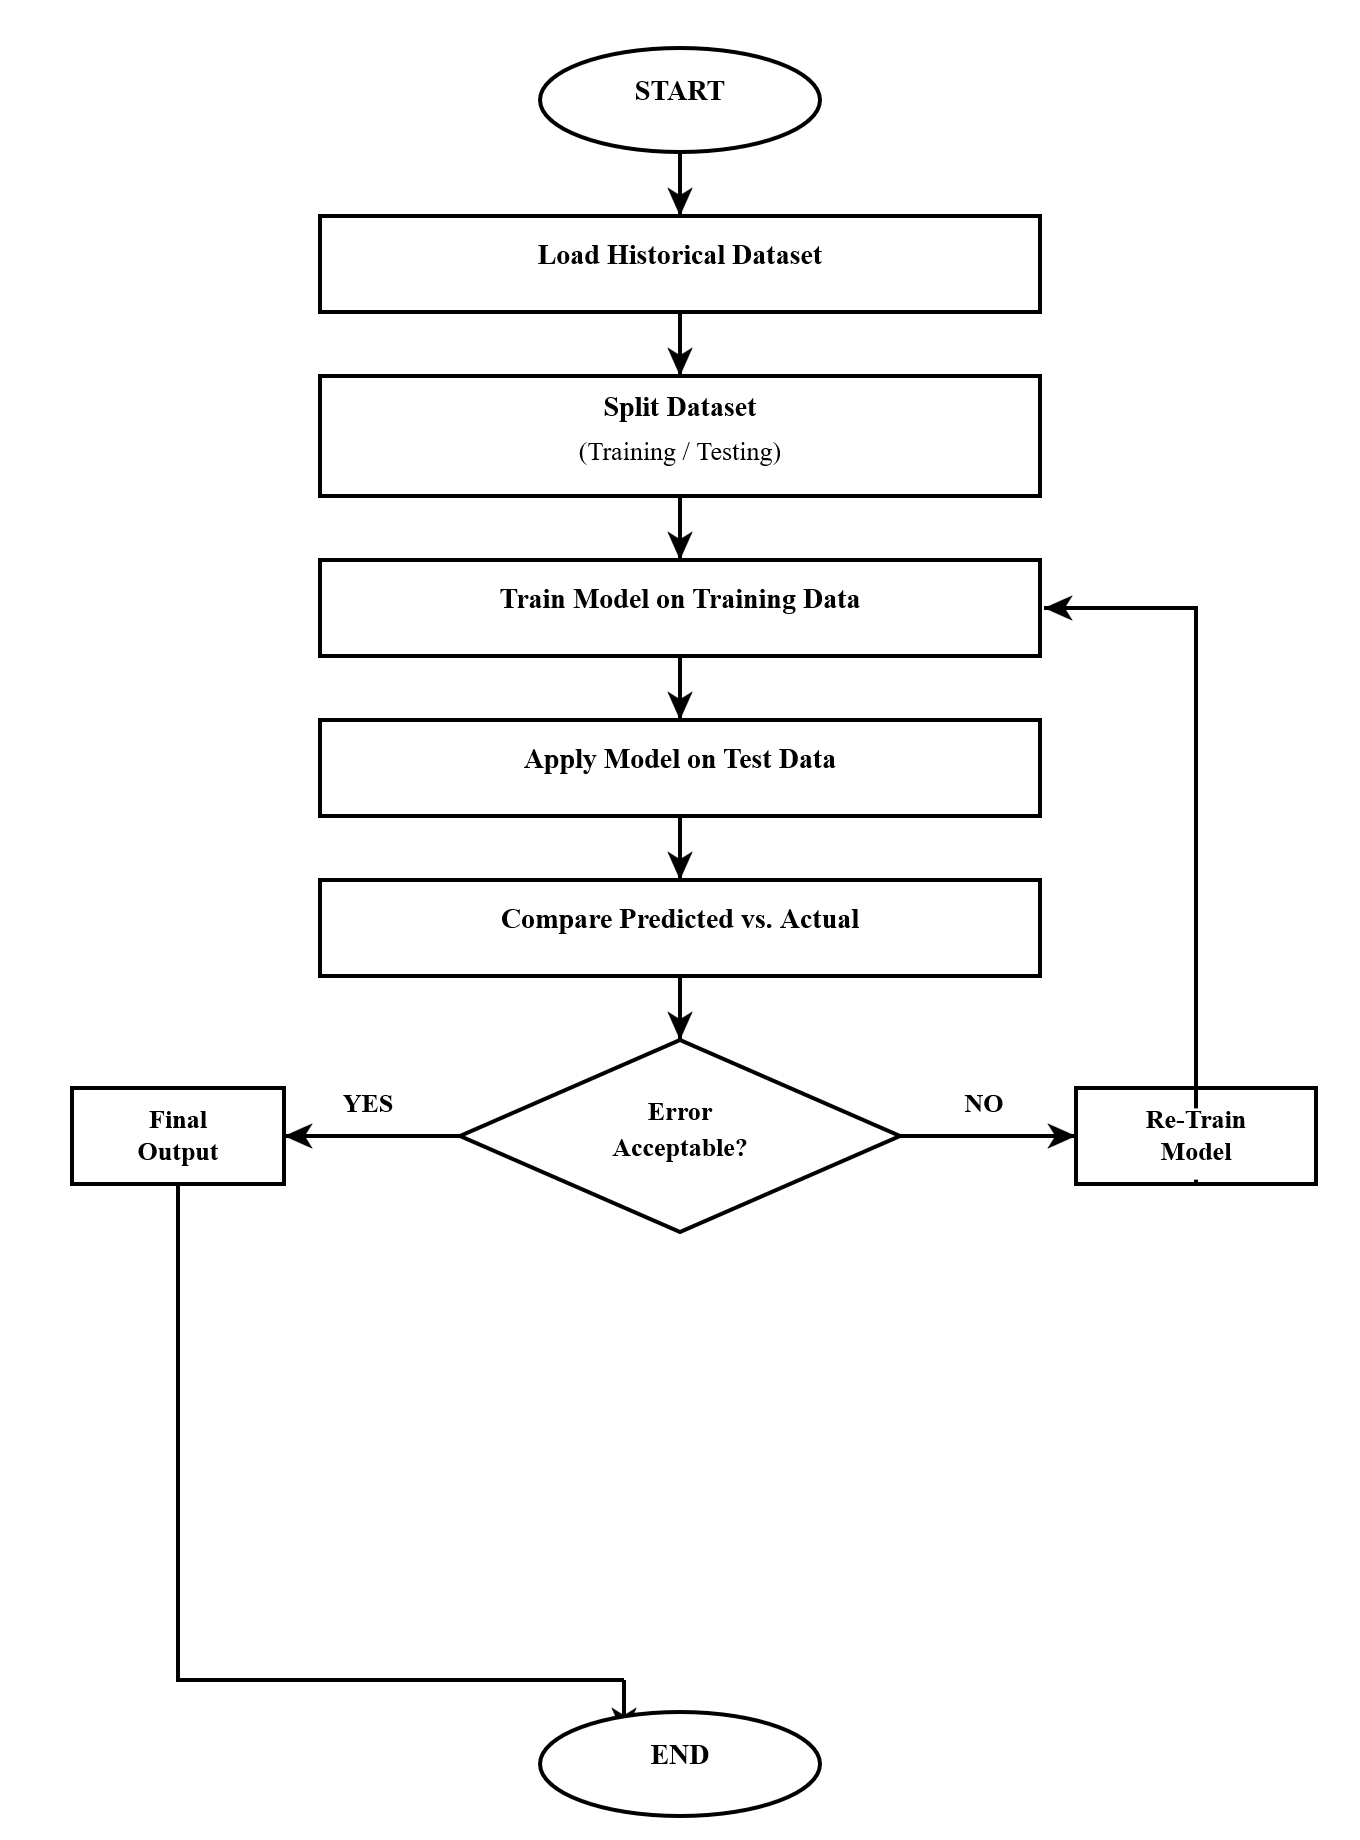 START
Load Historical Dataset
Split Dataset
(Training / Testing)
Train Model on Training Data
Apply Model on Test Data
Compare Predicted vs. Actual
Error
Acceptable?
YES
NO
Final
Output
Re-Train
Model
END